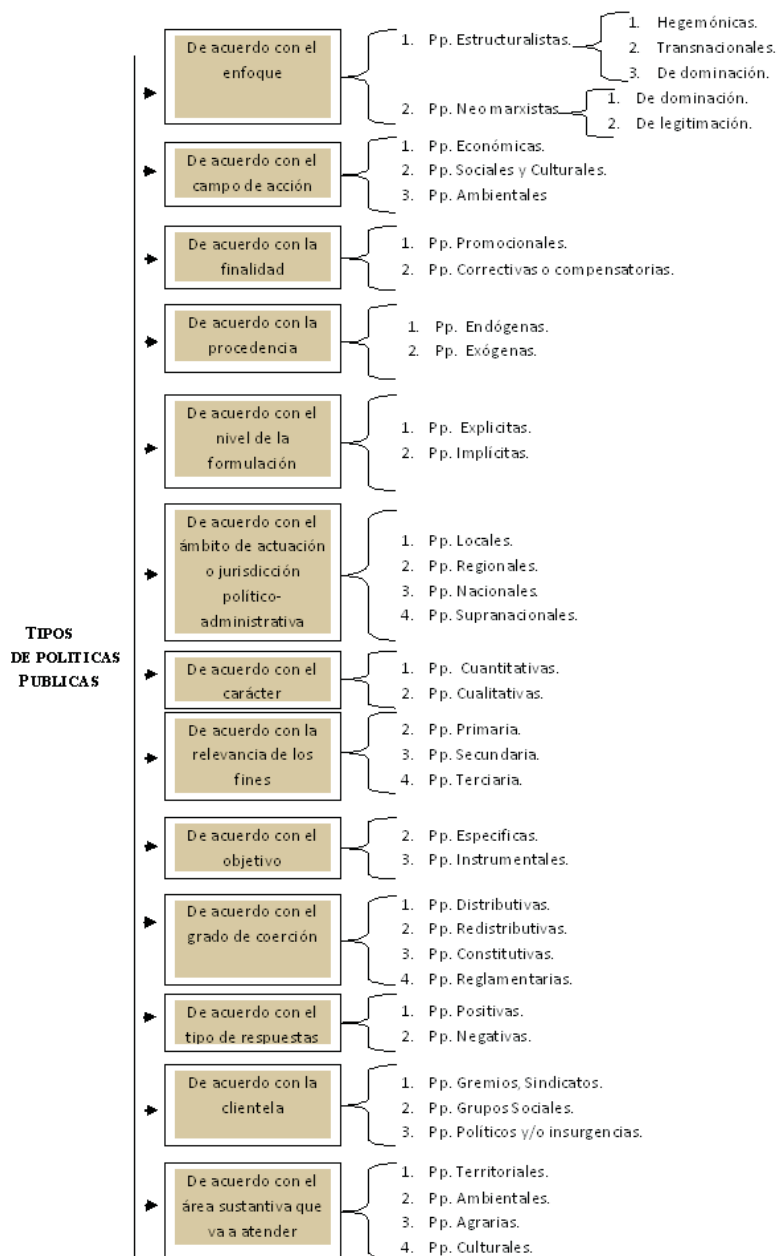 De acuerdo con el
enfoque
1. Pp. Estructuralistas.
1. Hegemónicas.
2. Transnacionales.
3. De dominación.
2. Pp. Neo marxistas
1. De dominación.
2. De legitimación.
De acuerdo con el
campo de acción
1. Pp. Económicas.
2. Pp. Sociales y Culturales.
3. Pp. Ambientales
De acuerdo con la
finalidad
1. Pp. Promocionales.
2. Pp. Correctivas o compensatorias.
De acuerdo con la
procedencia
1. Pp. Endógenas.
2. Pp. Exógenas.
De acuerdo con el
nivel de la
formulación
1. Pp. Explicitas.
2. Pp. Implícitas.
De acuerdo con el
ámbito de actuación
o jurisdicción
político-
administrativa
1. Pp. Locales.
2. Pp. Regionales.
3. Pp. Nacionales.
4. Pp. Supranacionales.
TIPOS
DE POLITICAS
PUBLICAS
De acuerdo con el
carácter
1. Pp. Cuantitativas.
2. Pp. Cualitativas.
De acuerdo con la
relevancia de los
fines
2. Pp. Primaria.
3. Pp. Secundaria.
4. Pp. Terciaria.
De acuerdo con el
objetivo
2. Pp. Especificas.
3. Pp. Instrumentales.
De acuerdo con el
grado de coerción
1. Pp. Distributivas.
2. Pp. Redistributivas.
3. Pp. Constitutivas.
4. Pp. Reglamentarias.
De acuerdo con el
tipo de respuestas
1. Pp. Positivas.
2. Pp. Negativas.
De acuerdo con la
clientela
1. Pp. Gremios, Sindicatos.
2. Pp. Grupos Sociales.
3. Pp. Políticos y/o insurgencias.
De acuerdo con el
área sustantiva que
va a atender
1. Pp. Territoriales.
2. Pp. Ambientales.
3. Pp. Agrarias.
4. Pp. Culturales.